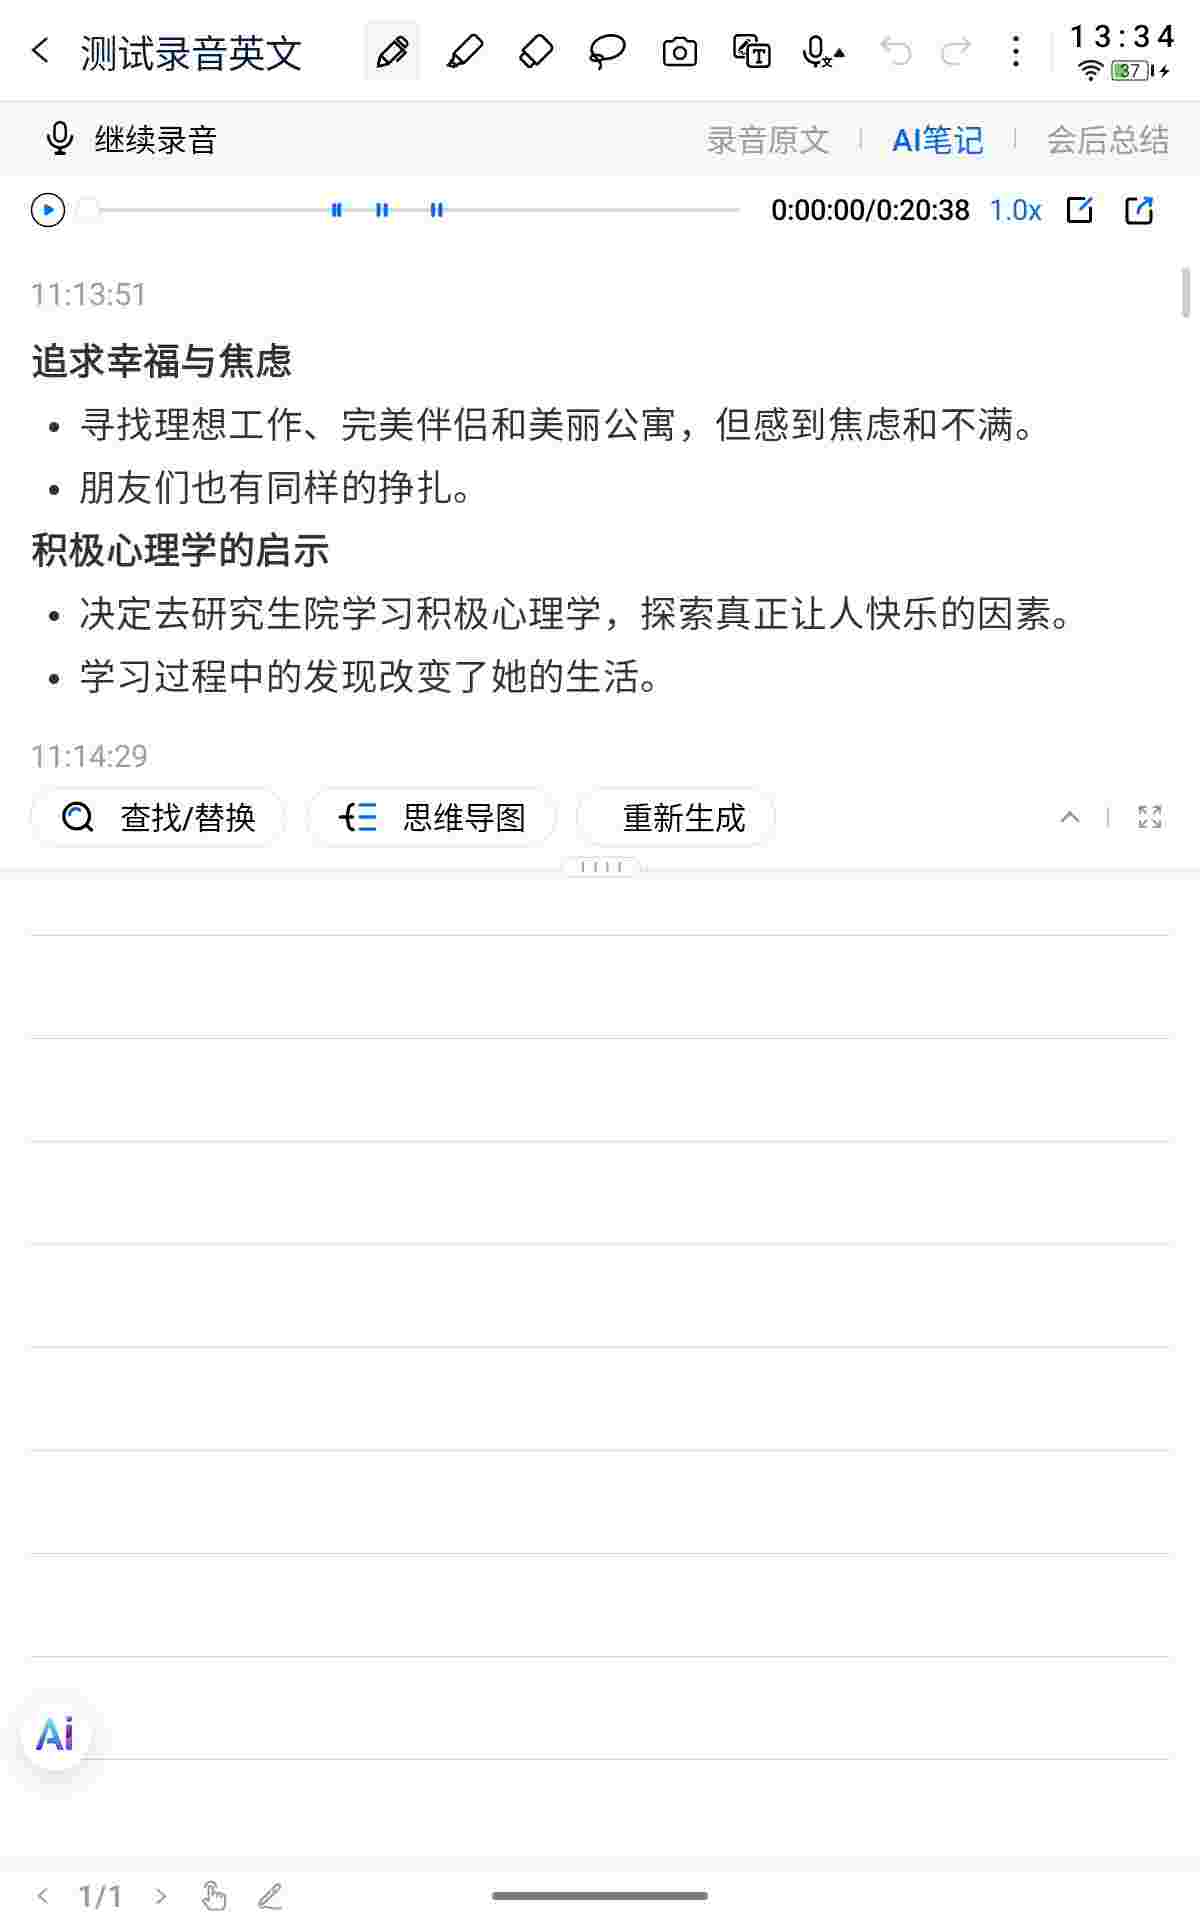 测试录音英文
13:34
37
继续录音
录音原文
AI笔记
会后总结
0:00:00/0:20:38
1.0x
11:13:51
追求幸福与焦虑
• 寻找理想工作、完美伴侣和美丽公寓，但感到焦虑和不满。
• 朋友们也有同样的挣扎。
积极心理学的启示
• 决定去研究生院学习积极心理学，探索真正让人快乐的因素。
• 学习过程中的发现改变了她的生活。
11:14:29
查找/替换
思维导图
重新生成
Ai
1/1